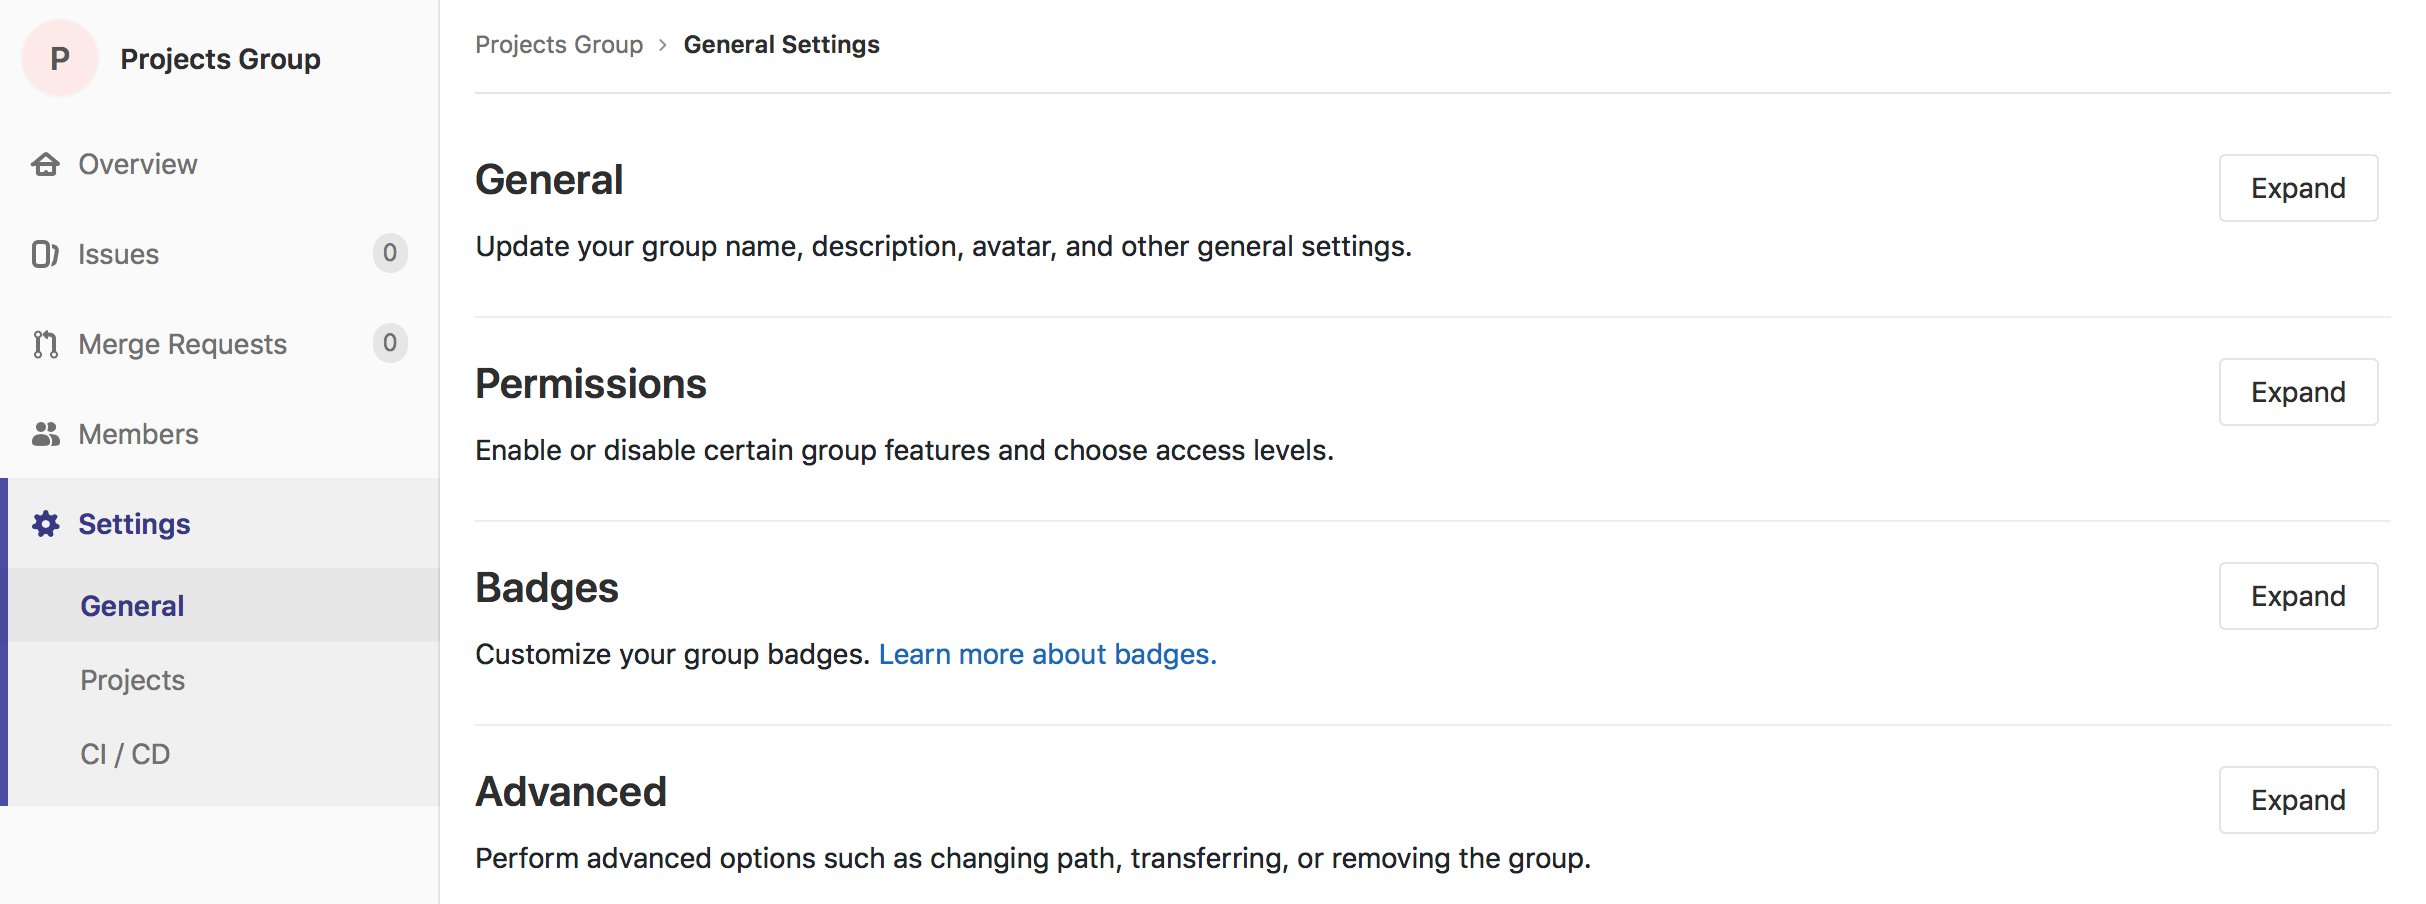 P Projects Group
Overview
Issues 0
Merge Requests 0
Members
Settings
General
Projects
CI / CD
Projects Group › General Settings
General
Expand
Update your group name, description, avatar, and other general settings.
Permissions
Expand
Enable or disable certain group features and choose access levels.
Badges
Expand
Customize your group badges. Learn more about badges.
Advanced
Expand
Perform advanced options such as changing path, transferring, or removing the group.